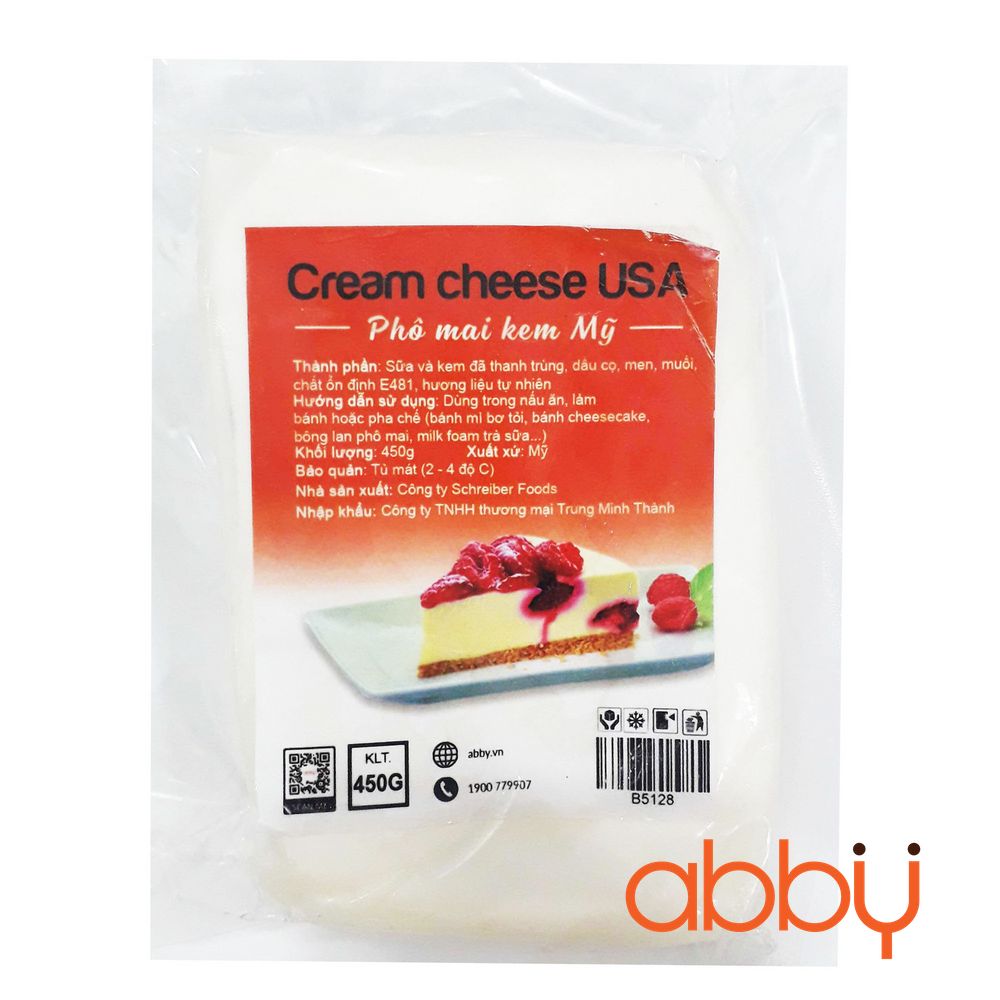 Cream cheese USA
Phô mai kem Mỹ
Thành phần: Sữa và kem đã thanh trùng, dầu cọ, men, muối,
chất ổn định E481, hương liệu tự nhiên
Hướng dẫn sử dụng: Dùng trong nấu ăn, làm
bánh hoặc pha chế (bánh mì bơ tỏi, bánh cheesecake,
bông lan phô mai, milk foam trà sữa...)
Khối lượng: 450g Xuất xứ: Mỹ
Bảo quản: Tủ mát (2 - 4 độ C)
Nhà sản xuất: Công ty Schreiber Foods
Nhập khẩu: Công ty TNHH thương mại Trung Minh Thành
KLT.
450G
abby.vn
1900 779907
B5128
abby